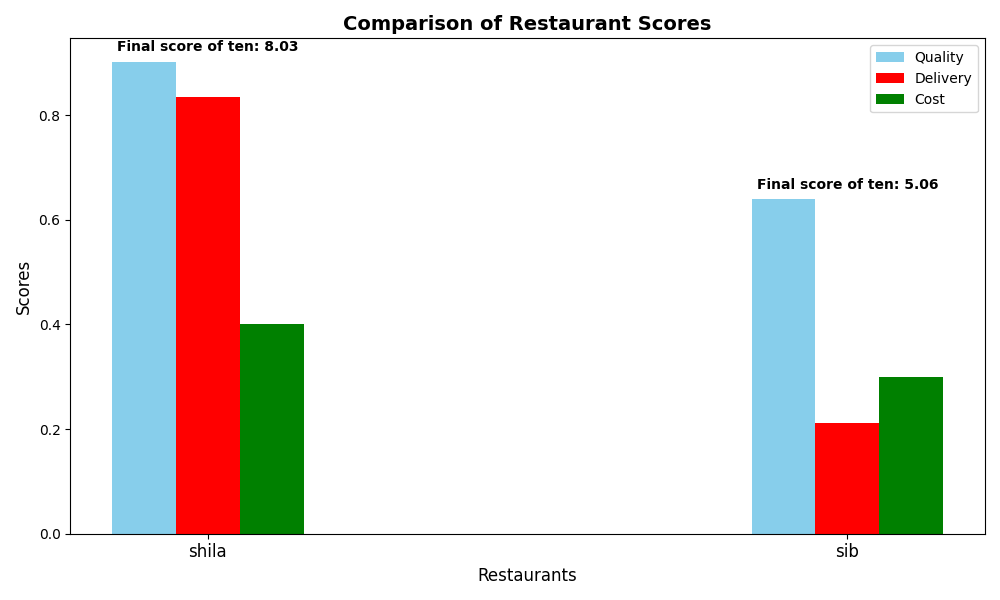 Comparison of Restaurant Scores
Final score of ten: 8.03
Quality
Delivery
Cost
Final score of ten: 5.06
Scores
0.8
0.6
0.4
0.2
0.0
shila
sib
Restaurants